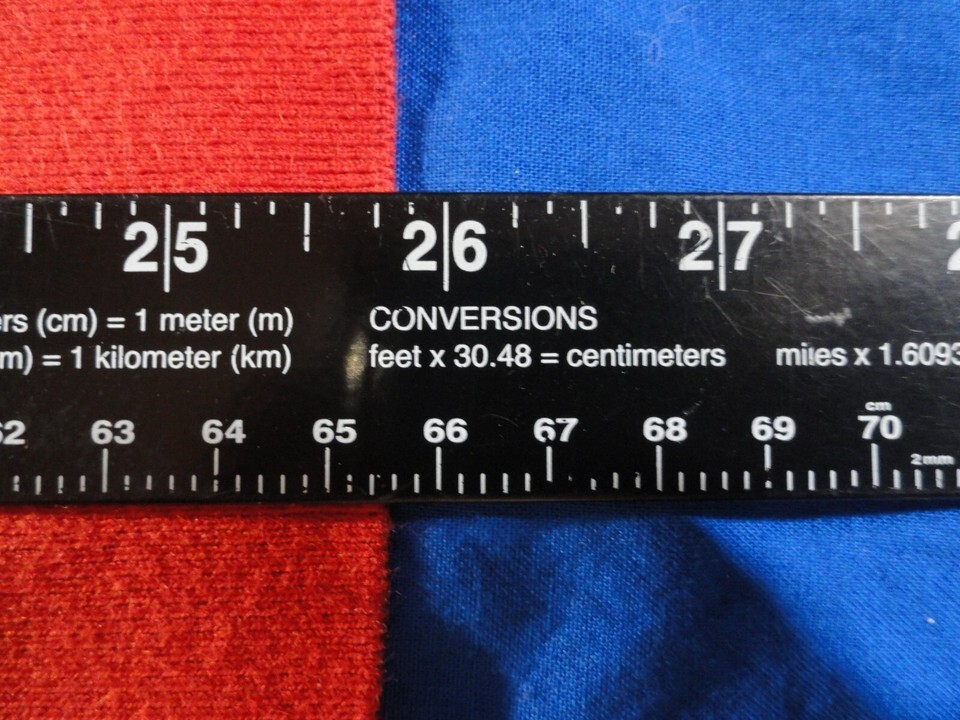 25 26 27 2
ers (cm) = 1 meter (m) CONVERSIONS
m) = 1 kilometer (km) feet x 30.48 = centimeters miles x 1.6093
cm
62 63 64 65 66 67 68 69 70
2mm